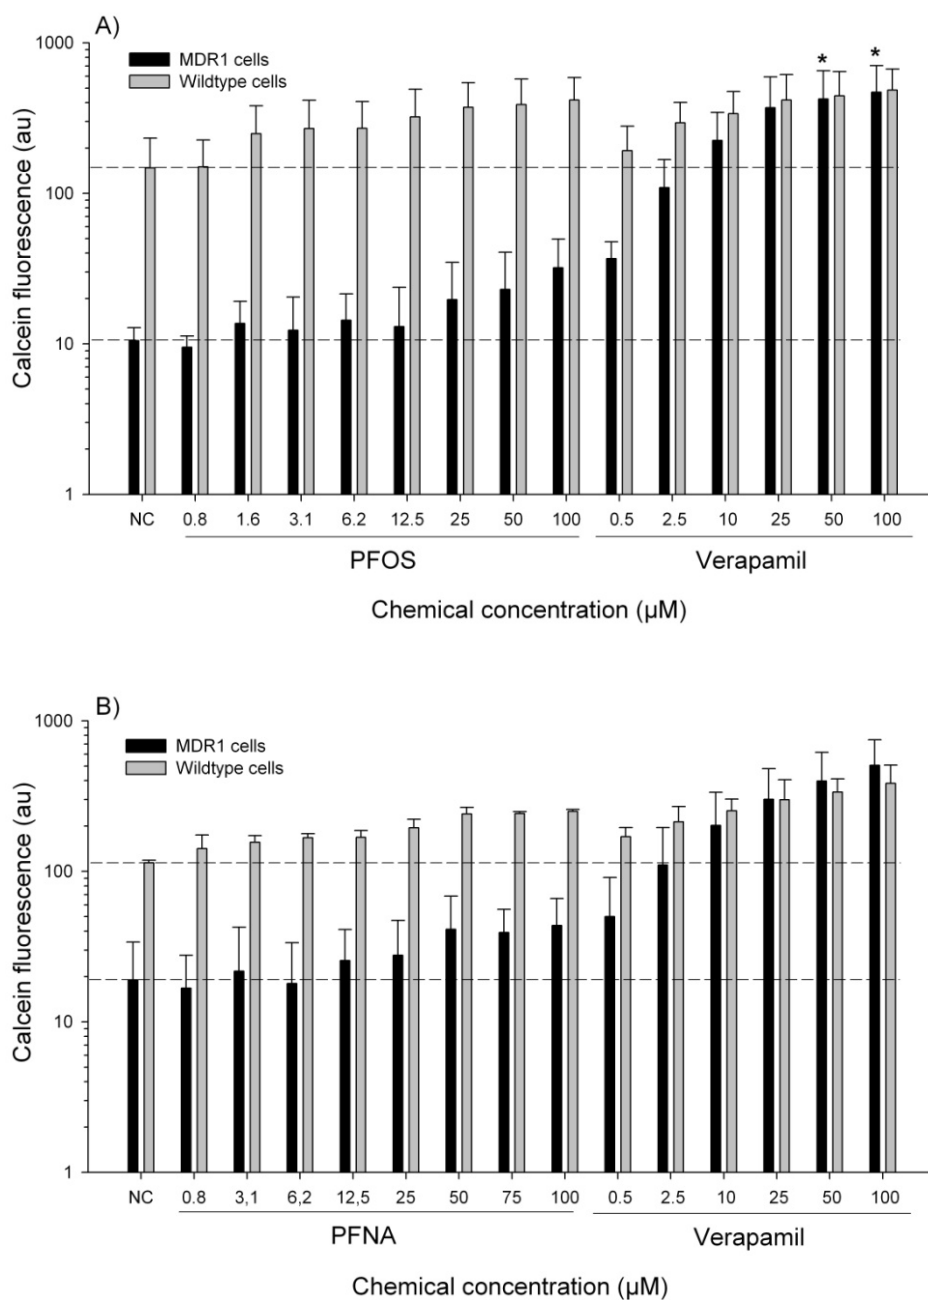 A)
1000
100
10
1
Calcein fluorescence (au)
MDR1 cells
Wildtype cells
* *
NC 0.8 1.6 3.1 6.2 12.5 25 50 100 0.5 2.5 10 25 50 100
PFOS Verapamil
Chemical concentration (µM)
B)
1000
100
10
1
Calcein fluorescence (au)
MDR1 cells
Wildtype cells
NC 0.8 3,1 6,2 12,5 25 50 75 100 0.5 2.5 10 25 50 100
PFNA Verapamil
Chemical concentration (µM)